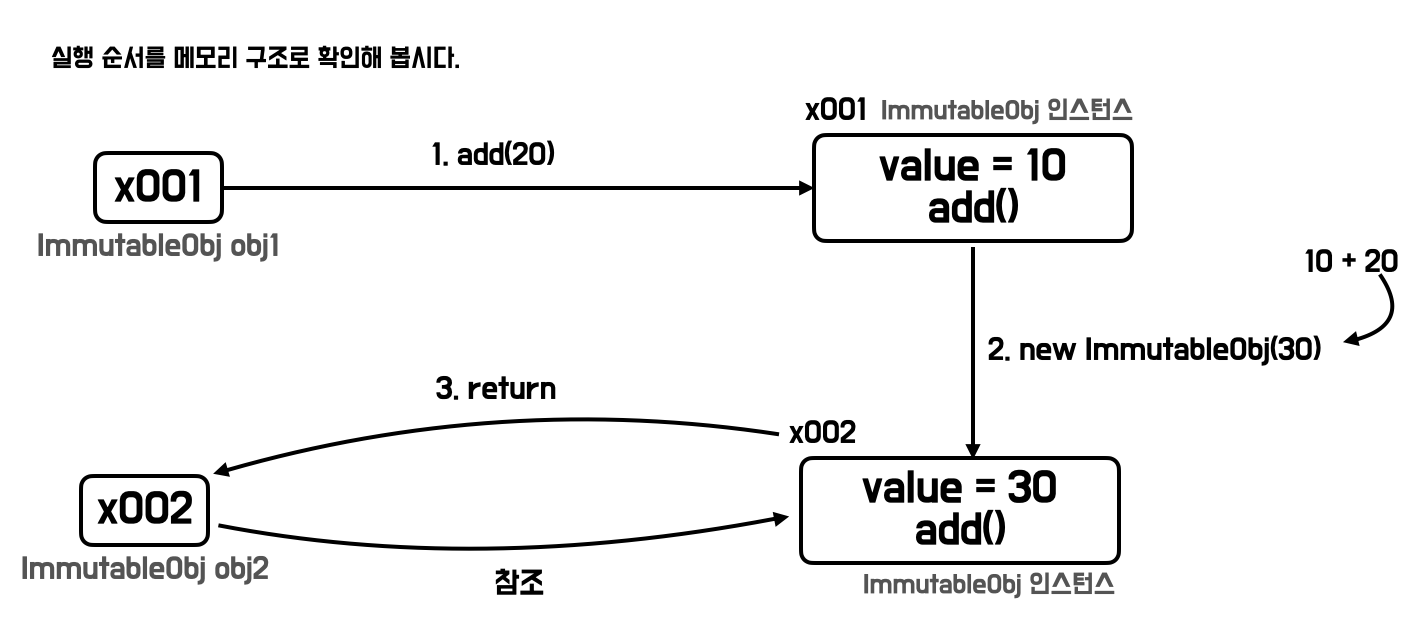 실행 순서를 메모리 구조로 확인해 봅시다.
x001 ImmutableObj 인스턴스
1. add(20)
value = 10
add()
x001
ImmutableObj obj1
10 + 20
2. new ImmutableObj(30)
3. return
x002
value = 30
add()
x002
ImmutableObj obj2
참조
ImmutableObj 인스턴스